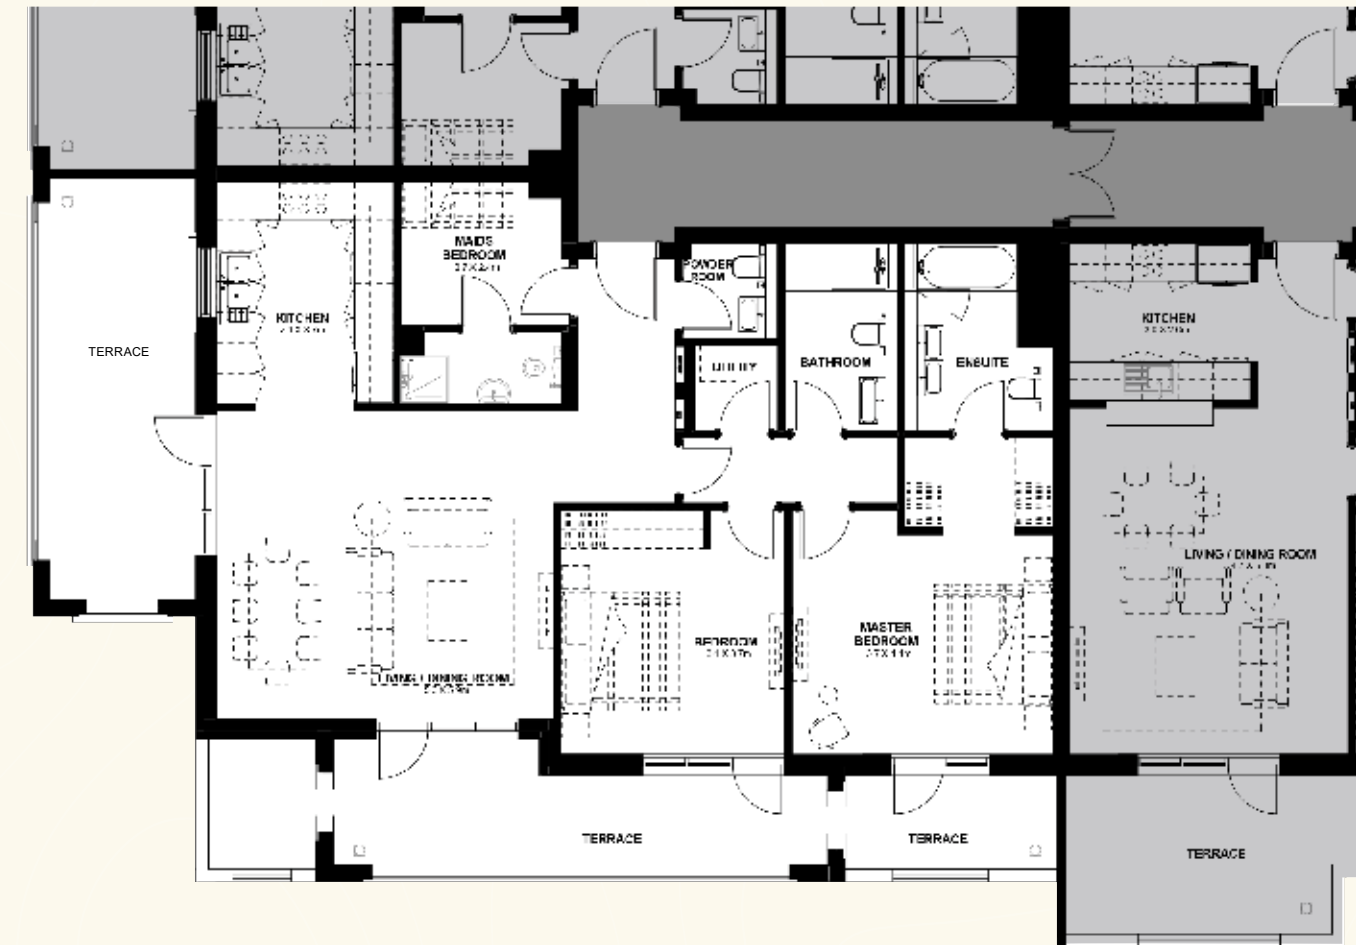 MAIDS
BEDROOM
POWDER
ROOM
KITCHEN
KITCHEN
TERRACE
UTILITY
BATHROOM
ENSUITE
LIVING / DINING ROOM
MASTER
BEDROOM
BEDROOM
LIVING / DINING ROOM
TERRACE
TERRACE
TERRACE